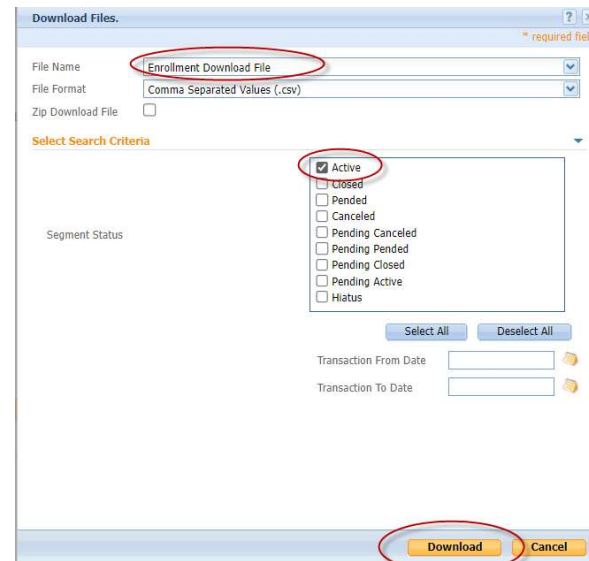 Download Files.
* required fiel
File Name Enrollment Download File
File Format Comma Separated Values (.csv)
Zip Download File
Select Search Criteria
Active
Closed
Pended
Canceled
Segment Status
Pending Canceled
Pending Pended
Pending Closed
Pending Active
Hiatus
Select All Deselect All
Transaction From Date
Transaction To Date
Download Cancel